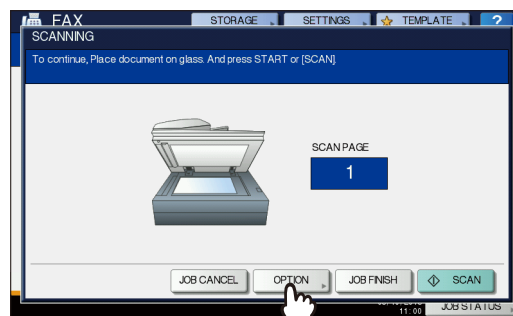 FAX STORAGE SETTINGS TEMPLATE ?
SCANNING
To continue, Place document on glass. And press START or [SCAN].
SCAN PAGE
1
JOB CANCEL OPTION JOB FINISH SCAN
11:00 JOB STATUS